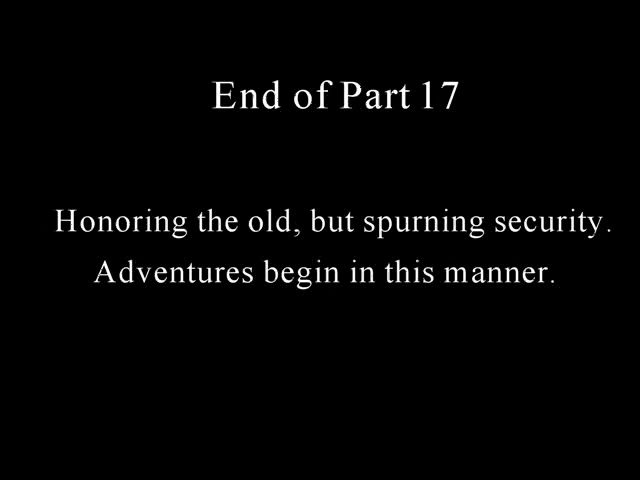 End of Part 17
Honoring the old, but spurning security.
Adventures begin in this manner.